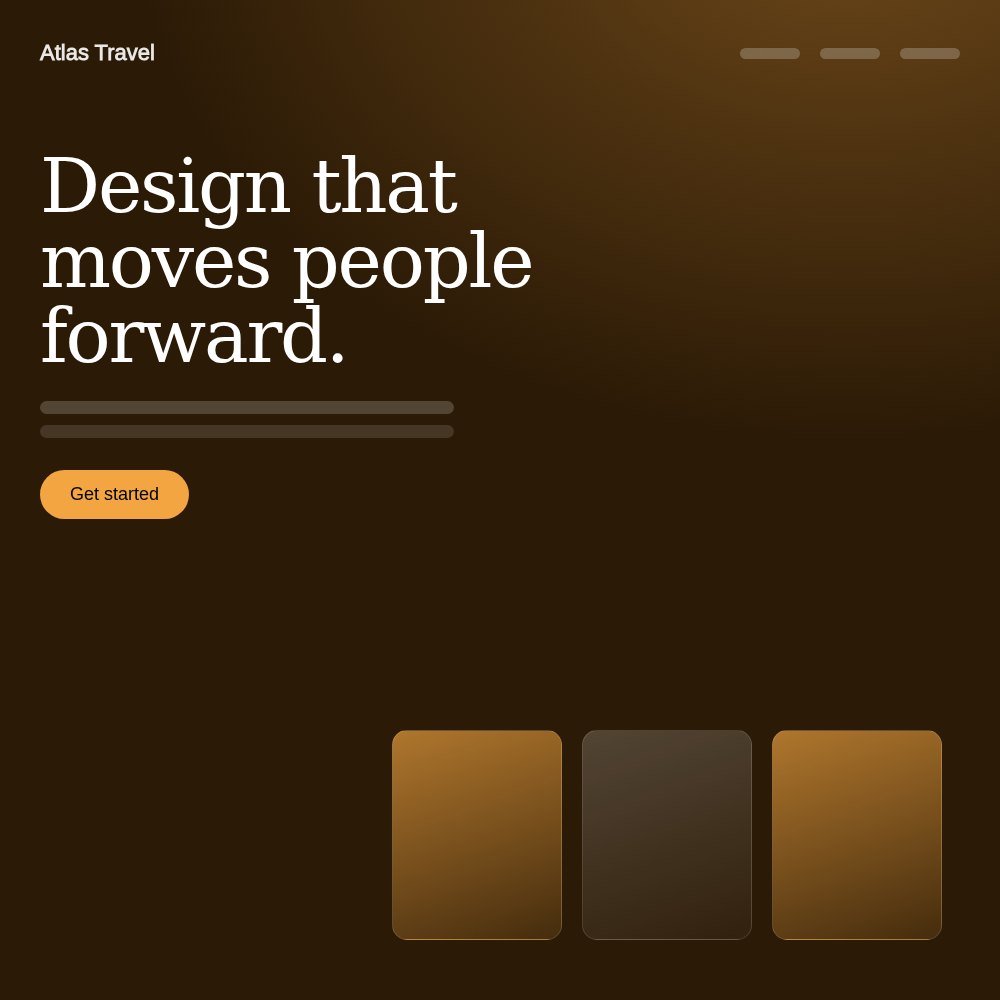 Atlas Travel
Design that
moves people
forward.
Get started